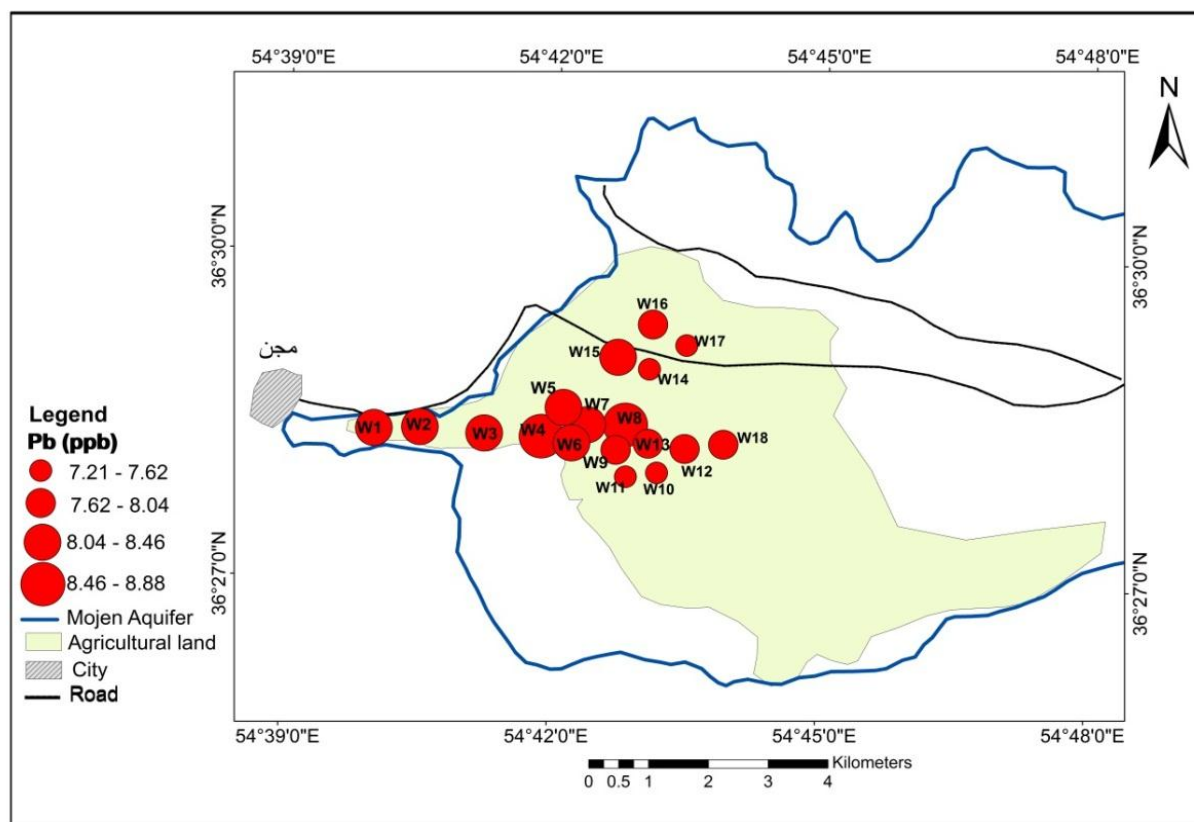 54°39'0"E 54°42'0"E 54°45'0"E 54°48'0"E
N
36°30'0"N
36°30'0"N
W16
W17
W15
W14
مجن
W5
W7
W8
W1
W2
W3
W4
W6
W13
W18
W9
W12
W11
W10
Legend
Pb (ppb)
7.21 - 7.62
7.62 - 8.04
8.04 - 8.46
8.46 - 8.88
Mojen Aquifer
Agricultural land
City
Road
36°27'0"N
36°27'0"N
54°39'0"E 54°42'0"E 54°45'0"E 54°48'0"E
Kilometers
0 0.5 1 2 3 4